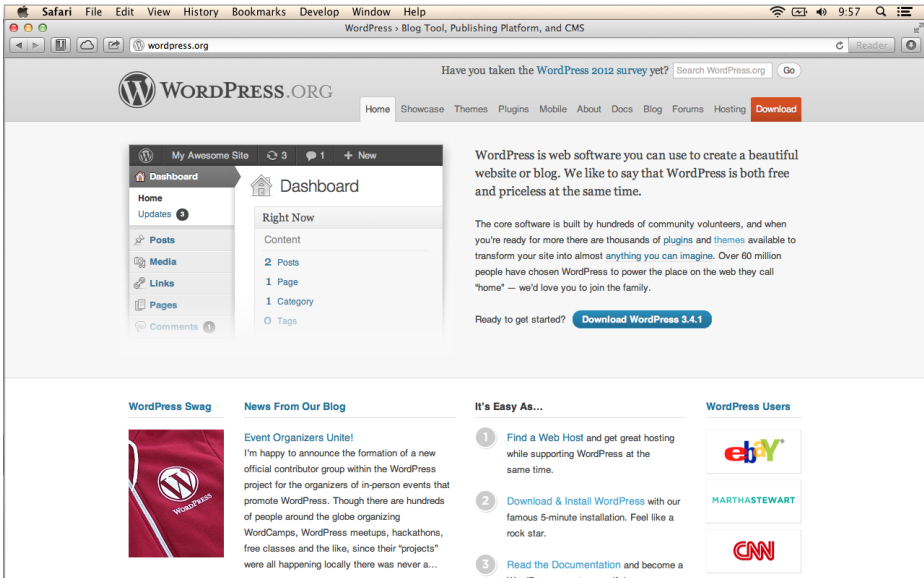 Safari File Edit View History Bookmarks Develop Window Help 9:57
WordPress › Blog Tool, Publishing Platform, and CMS
wordpress.org Reader
Have you taken the WordPress 2012 survey yet? Search WordPress.org Go
WORDPRESS.ORG
Home Showcase Themes Plugins Mobile About Docs Blog Forums Hosting Download
My Awesome Site 3 1 + New
Dashboard
Home
Updates 3
Posts
Media
Links
Pages
Comments 1
Dashboard
Right Now
Content
2 Posts
1 Page
1 Category
0 Tags
WordPress is web software you can use to create a beautiful
website or blog. We like to say that WordPress is both free
and priceless at the same time.
The core software is built by hundreds of community volunteers, and when
you're ready for more there are thousands of plugins and themes available to
transform your site into almost anything you can imagine. Over 60 million
people have chosen WordPress to power the place on the web they call
"home" — we'd love you to join the family.
Ready to get started? Download WordPress 3.4.1
WordPress Swag
WORDPRESS
News From Our Blog
Event Organizers Unite!
I'm happy to announce the formation of a new
official contributor group within the WordPress
project for the organizers of in-person events that
promote WordPress. Though there are hundreds
of people around the globe organizing
WordCamps, WordPress meetups, hackathons,
free classes and the like, since their "projects"
were all happening locally there was never a...
It's Easy As...
1 Find a Web Host and get great hosting
while supporting WordPress at the
same time.
2 Download & Install WordPress with our
famous 5-minute installation. Feel like a
rock star.
3 Read the Documentation and become a
WordPress Users
ebaY
MARTHASTEWART
CNN